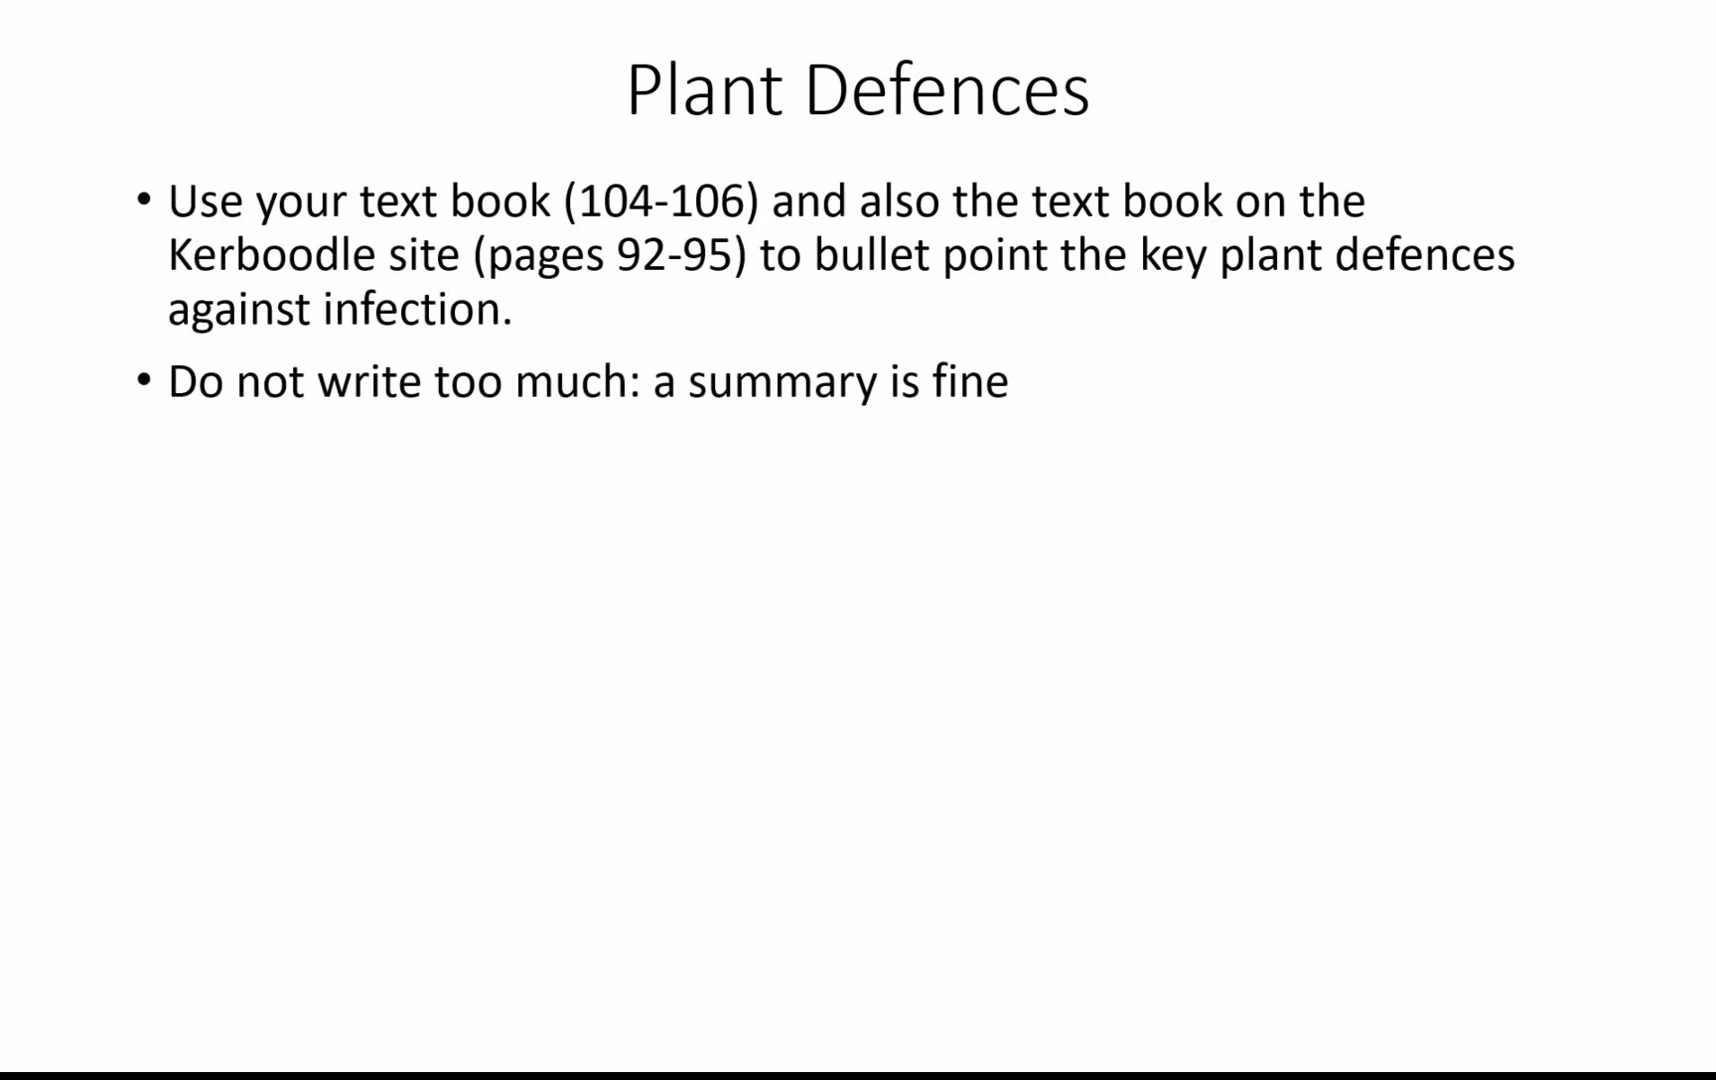 Plant Defences
• Use your text book (104-106) and also the text book on the
Kerboodle site (pages 92-95) to bullet point the key plant defences
against infection.
• Do not write too much: a summary is fine